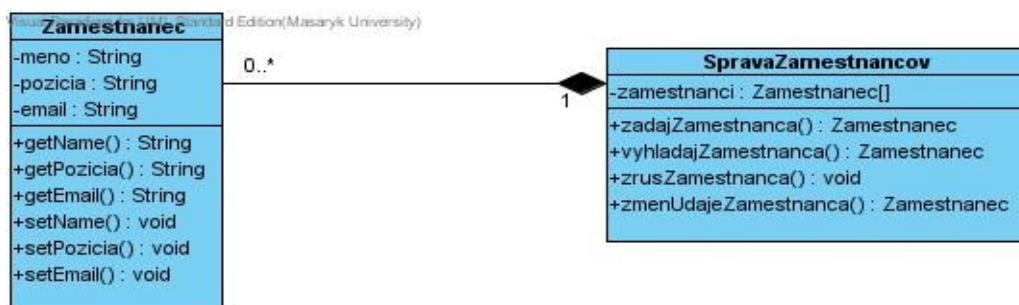 Visual Paradigm for UML Standard Edition(Masaryk University)
Zamestnanec
-meno : String
-pozicia : String
-email : String
+getName() : String
+getPozicia() : String
+getEmail() : String
+setName() : void
+setPozicia() : void
+setEmail() : void
0..*
1
SpravaZamestnancov
-zamestnanci : Zamestnanec[]
+zadajZamestnanca() : Zamestnanec
+vyhladajZamestnanca() : Zamestnanec
+zrusZamestnanca() : void
+zmenUdajeZamestnanca() : Zamestnanec